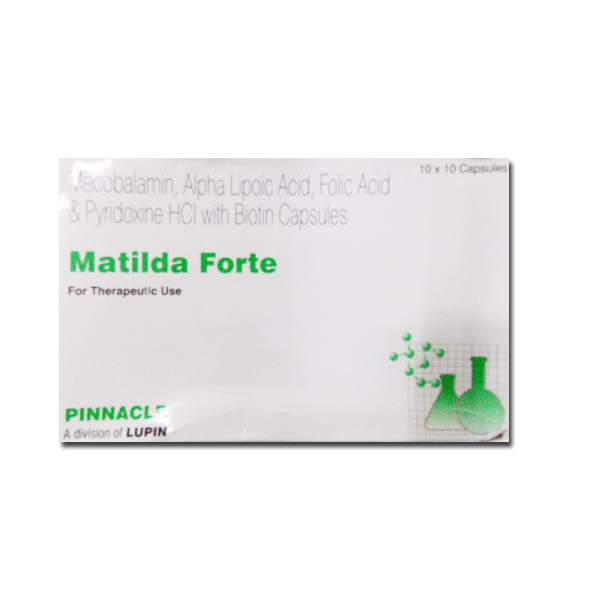 Mecobalamin, Alpha Lipoic Acid, Folic Acid
& Pyridoxine HCl with Biotin Capsules
10 x 10 Capsules
Matilda Forte
For Therapeutic Use
PINNACLE
A division of LUPIN